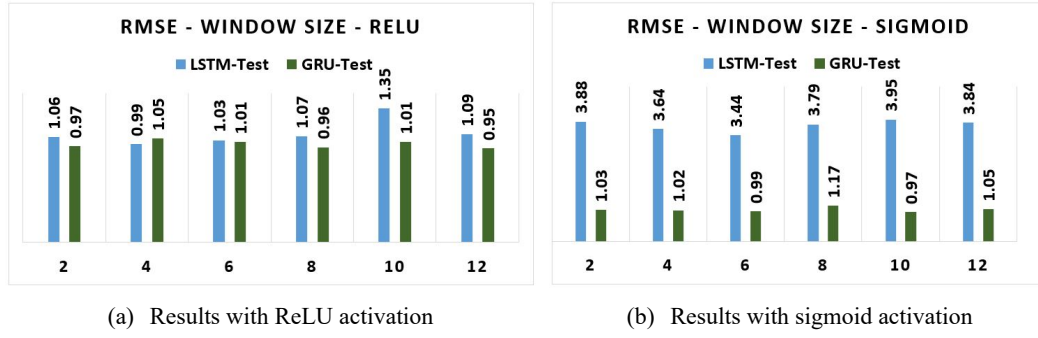 RMSE - WINDOW SIZE - RELU
LSTM-Test GRU-Test
1.06 0.97 0.99 1.05 1.03 1.01 1.07 0.96 1.35 1.01 1.09 0.95
2 4 6 8 10 12
(a) Results with ReLU activation
RMSE - WINDOW SIZE - SIGMOID
LSTM-Test GRU-Test
3.88 1.03 3.64 1.02 3.44 0.99 3.79 1.17 3.95 0.97 3.84 1.05
2 4 6 8 10 12
(b) Results with sigmoid activation